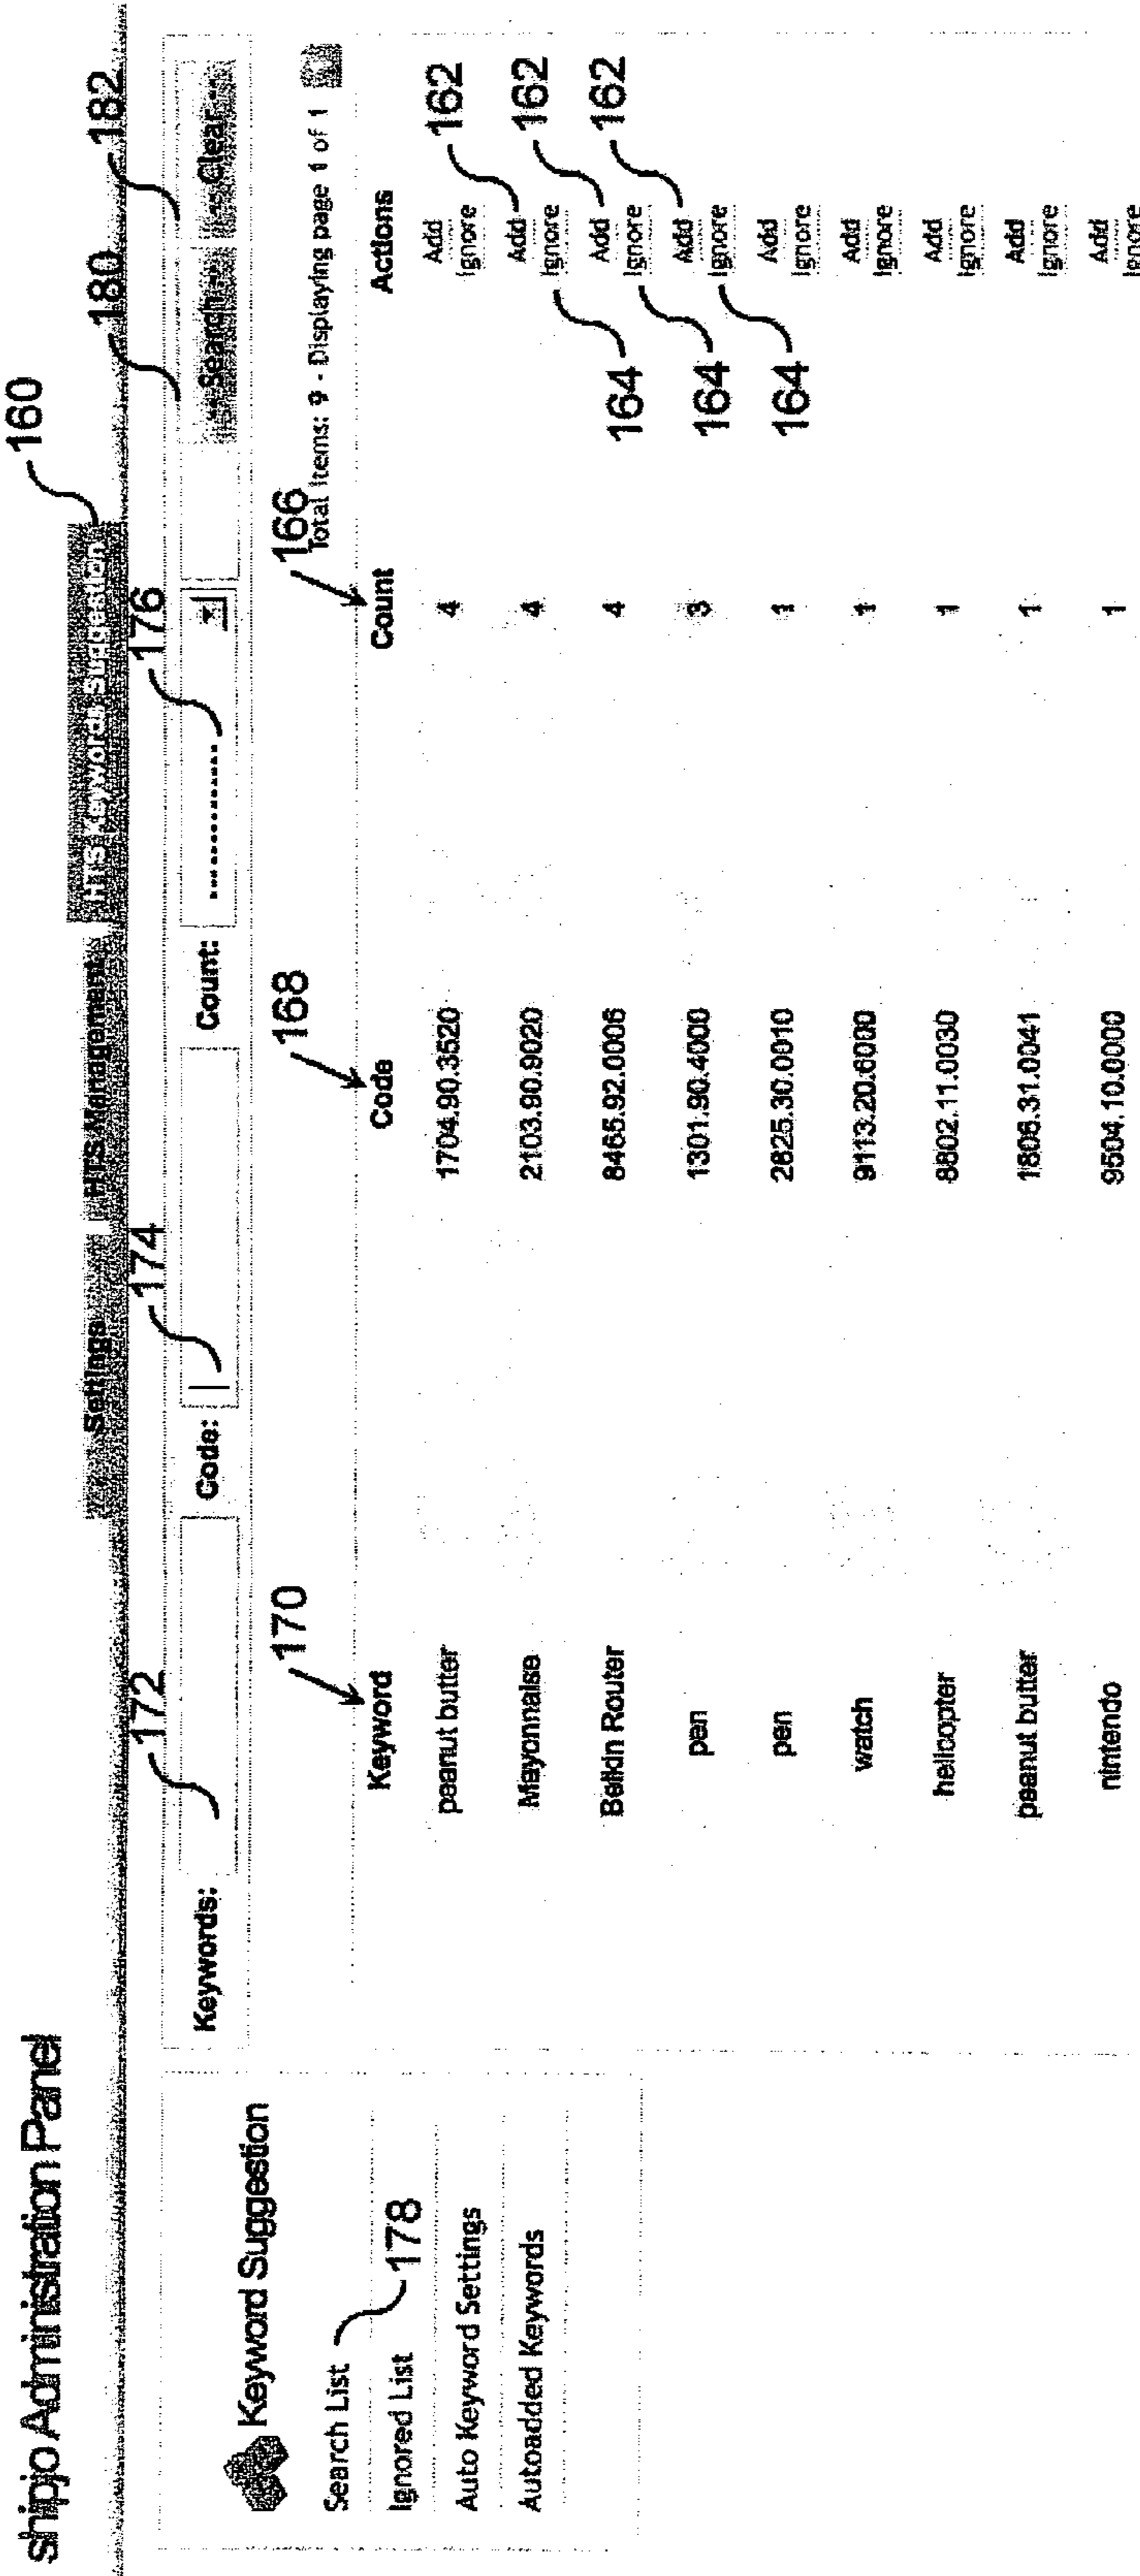 shipjo Administration Panel
160
Settings HTS Management HTS Keywords Suggestion
172 174 176 180 182
Keywords: Code: Count: Search Clear
Keyword Suggestion
Search List
178
Ignored List
Auto Keyword Settings
Autoadded Keywords
170 168 166
Total Items: 9 - Displaying page 1 of 1
Keyword Code Count Actions
peanut butter 1704.90.3520 4 Add Ignore
162
Mayonnaise 2103.90.9020 4 Add Ignore
162
164
Belkin Router 8465.92.0006 4 Add Ignore
162
164
pen 1301.90.4000 3 Add Ignore
164
pen 2825.30.0010 1 Add Ignore
watch 9113.20.6000 1 Add Ignore
helicopter 8802.11.0030 1 Add Ignore
peanut butter 1806.31.0041 1 Add Ignore
nintendo 9504.10.0000 1 Add Ignore